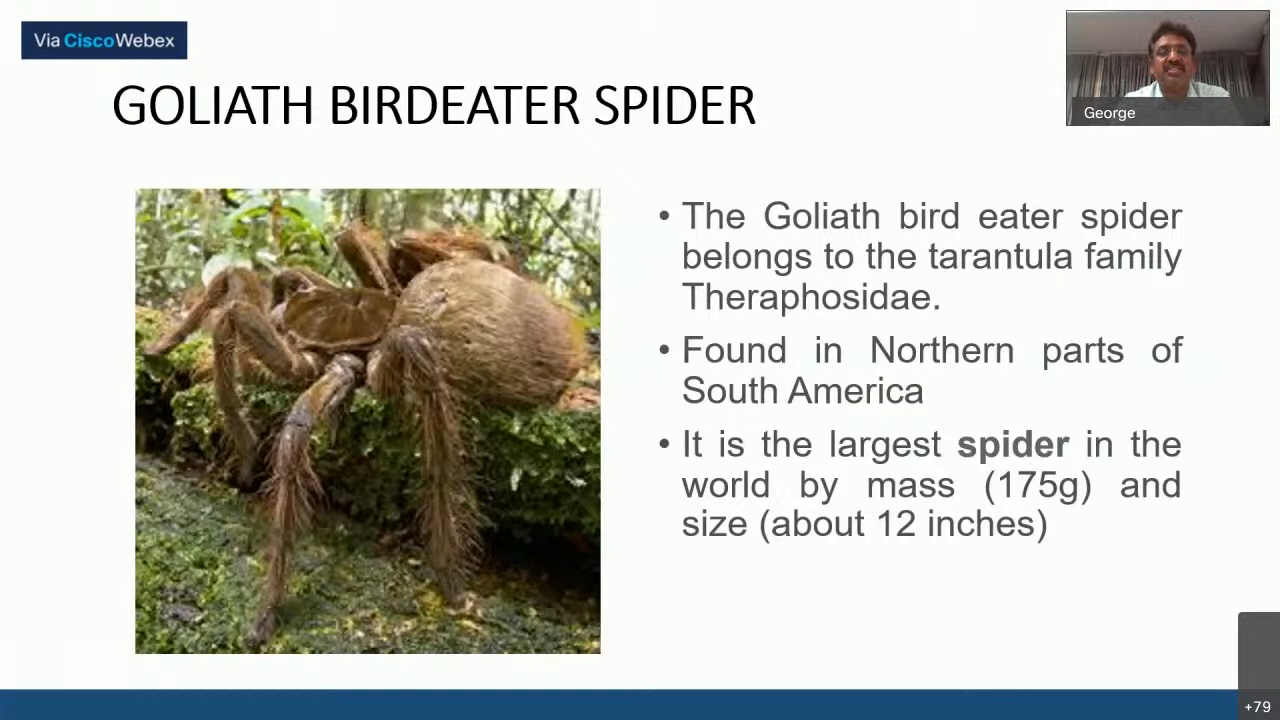 Via CiscoWebex
George
GOLIATH BIRDEATER SPIDER
• The Goliath bird eater spider
belongs to the tarantula family
Theraphosidae.
• Found in Northern parts of
South America
• It is the largest spider in the
world by mass (175g) and
size (about 12 inches)
+79